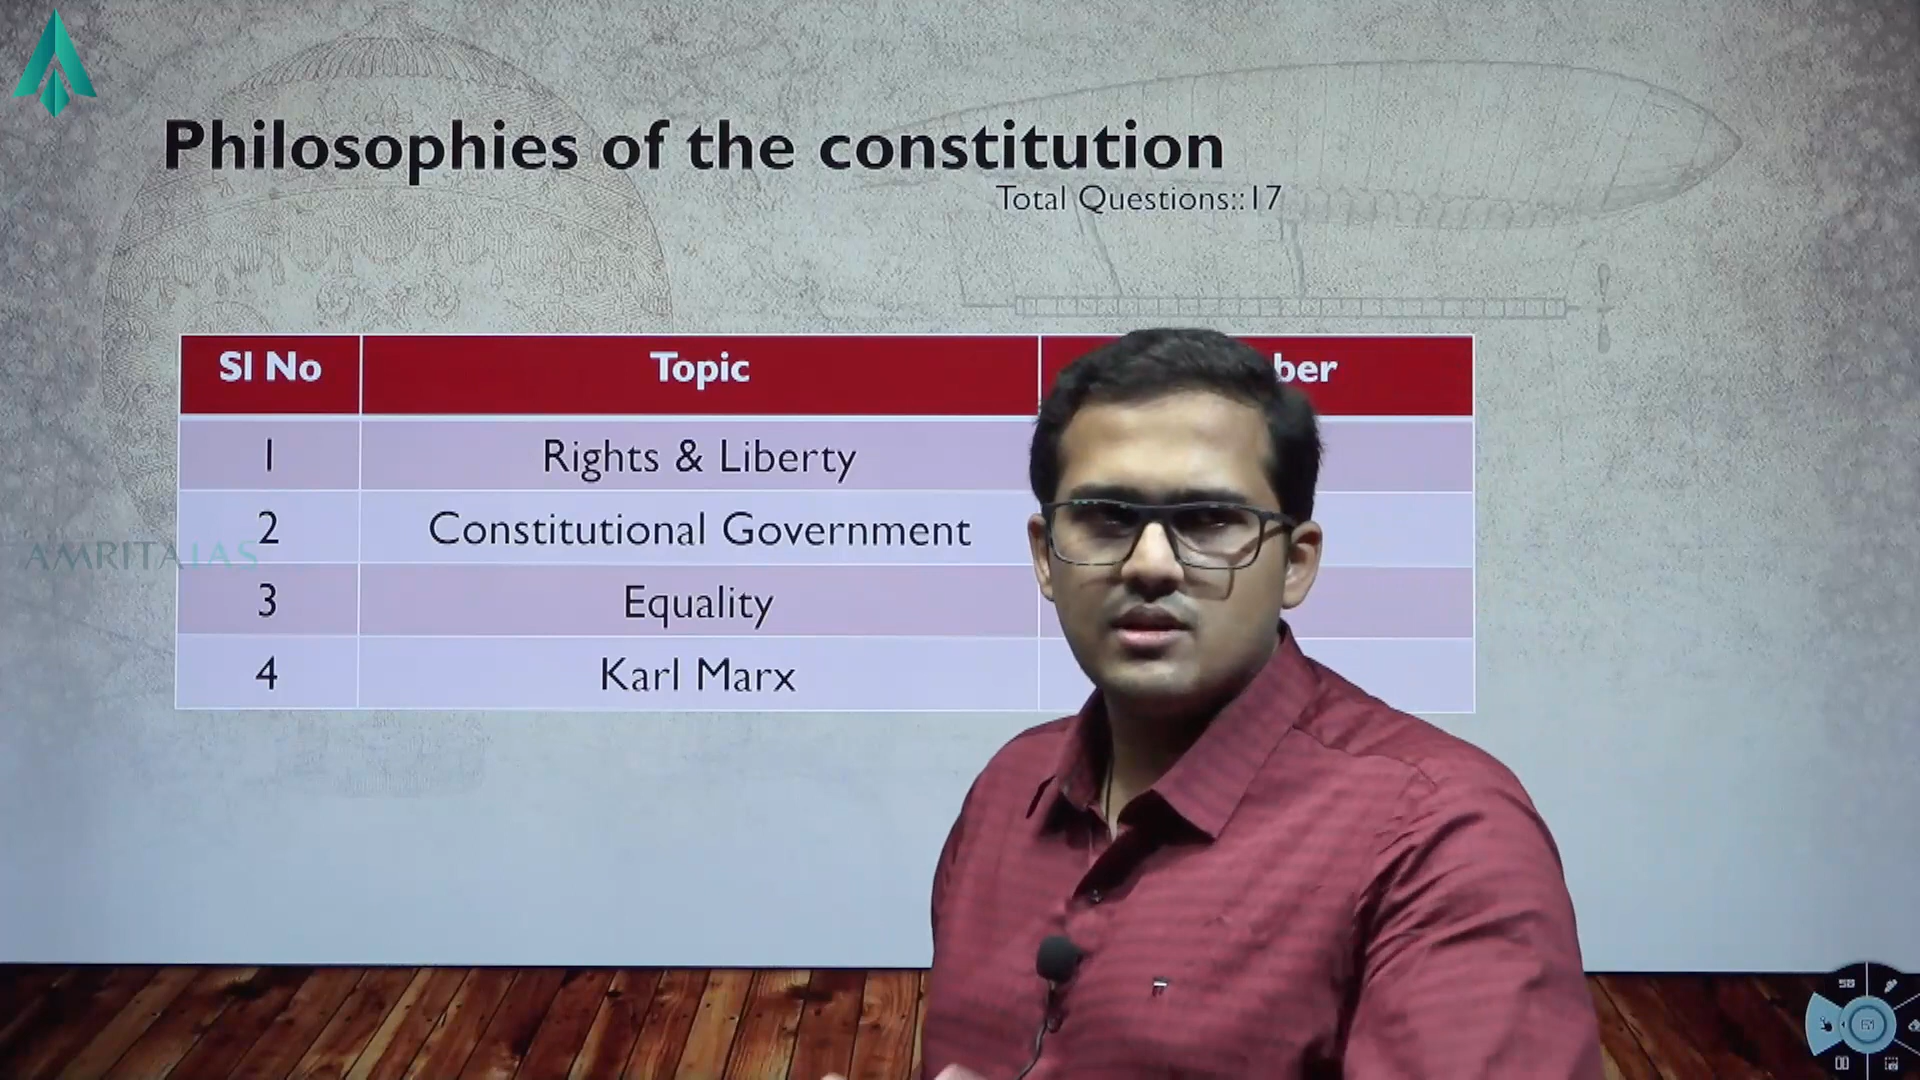 Philosophies of the constitution
Total Questions::17
Sl No Topic
1 Rights & Liberty
2 Constitutional Government
3 Equality
4 Karl Marx
AMRITA IAS